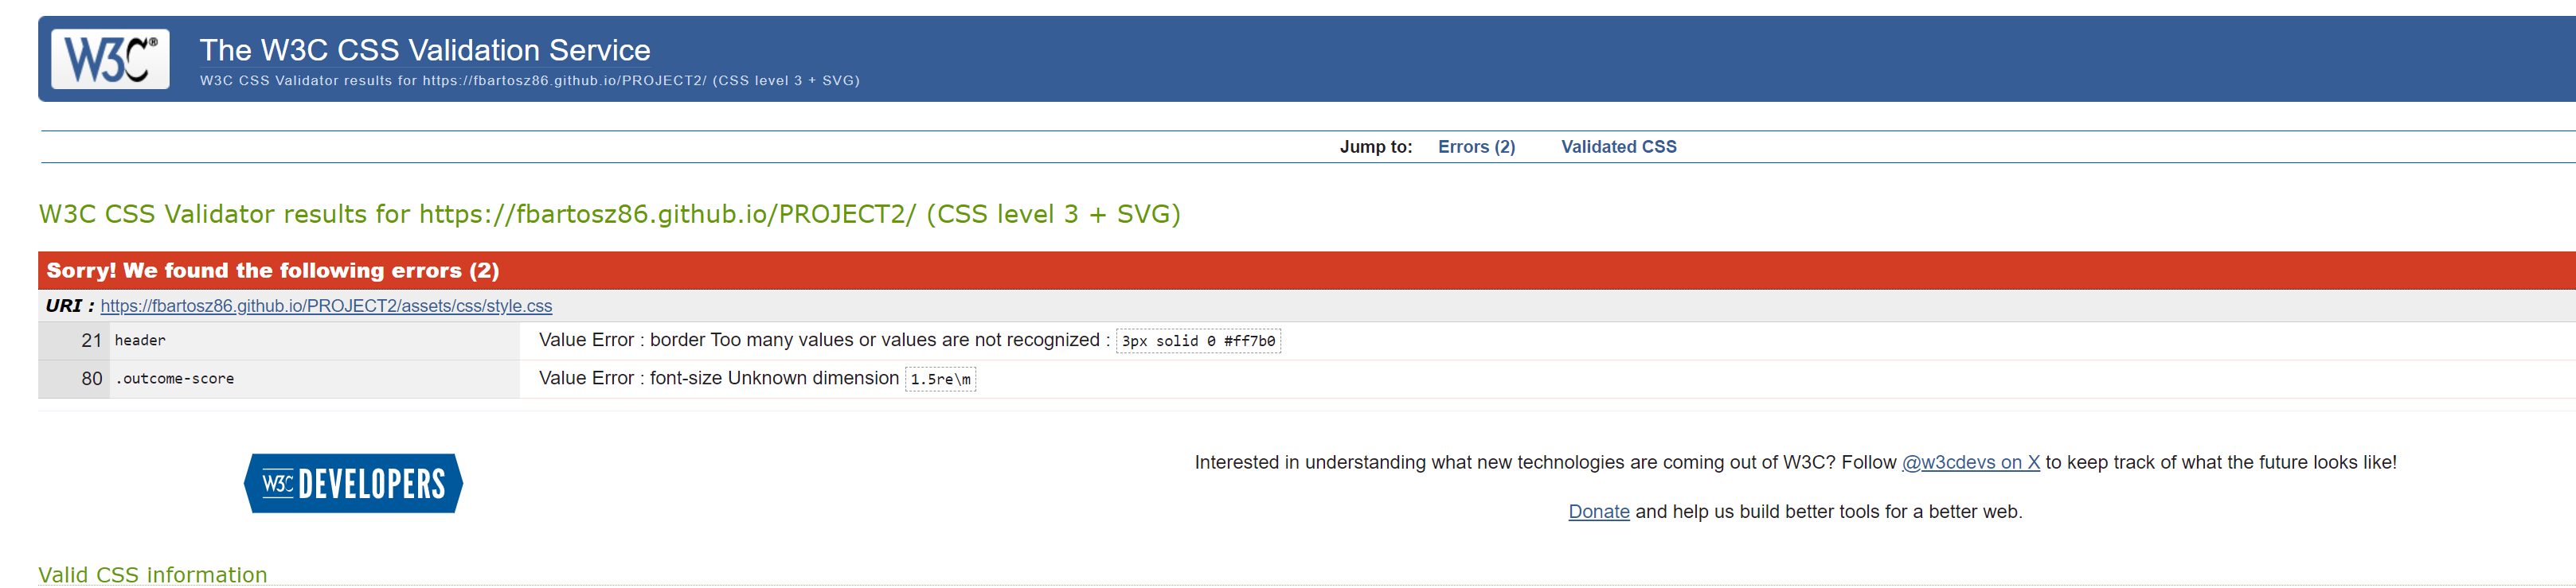 W3C®
The W3C CSS Validation Service
W3C CSS Validator results for https://fbartosz86.github.io/PROJECT2/ (CSS level 3 + SVG)
Jump to: Errors (2) Validated CSS
W3C CSS Validator results for https://fbartosz86.github.io/PROJECT2/ (CSS level 3 + SVG)
Sorry! We found the following errors (2)
URI : https://fbartosz86.github.io/PROJECT2/assets/css/style.css
21 header Value Error : border Too many values or values are not recognized : 3px solid 0 #ff7b0
80 .outcome-score Value Error : font-size Unknown dimension 1.5re\m
W3C DEVELOPERS
Interested in understanding what new technologies are coming out of W3C? Follow @w3cdevs on X to keep track of what the future looks like!
Donate and help us build better tools for a better web.
Valid CSS information